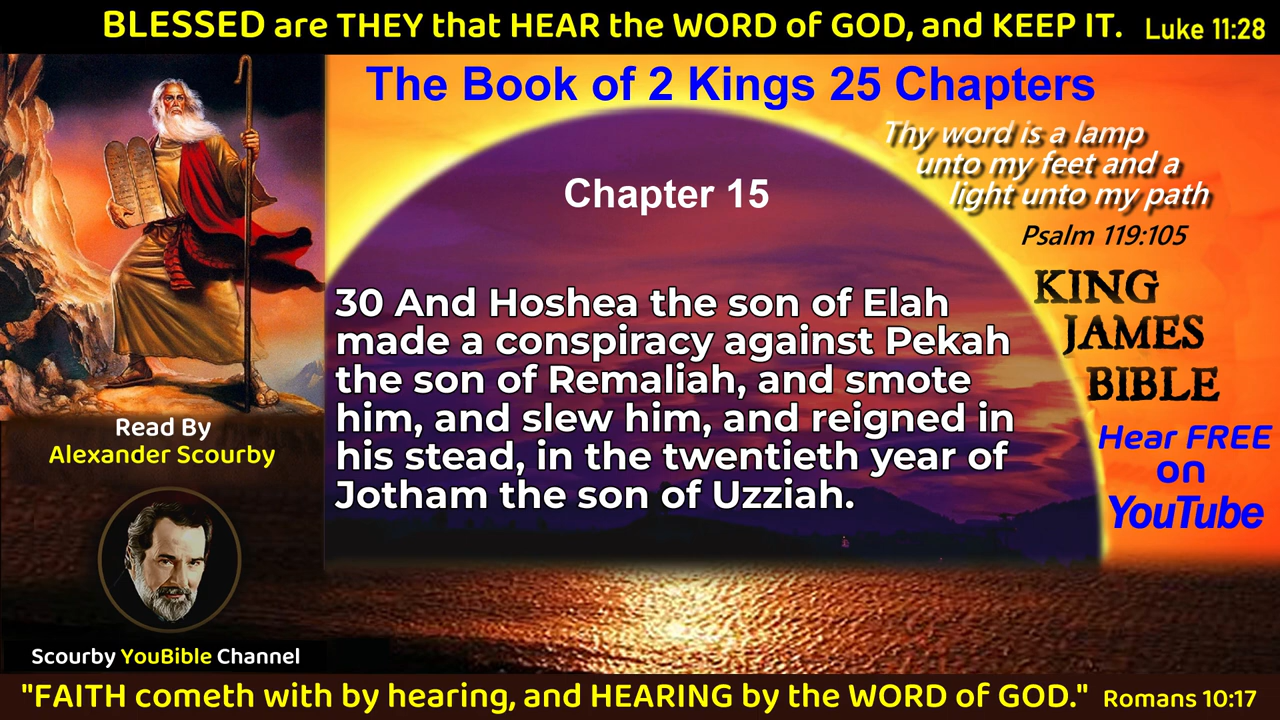 BLESSED are THEY that HEAR the WORD of GOD, and KEEP IT. Luke 11:28
The Book of 2 Kings 25 Chapters
Thy word is a lamp
unto my feet and a
light unto my path
Psalm 119:105
Chapter 15
30 And Hoshea the son of Elah
made a conspiracy against Pekah
the son of Remaliah, and smote
him, and slew him, and reigned in
his stead, in the twentieth year of
Jotham the son of Uzziah.
KING
JAMES
BIBLE
Hear FREE
on
YouTube
Read By
Alexander Scourby
Scourby YouBible Channel
"FAITH cometh with by hearing, and HEARING by the WORD of GOD." Romans 10:17